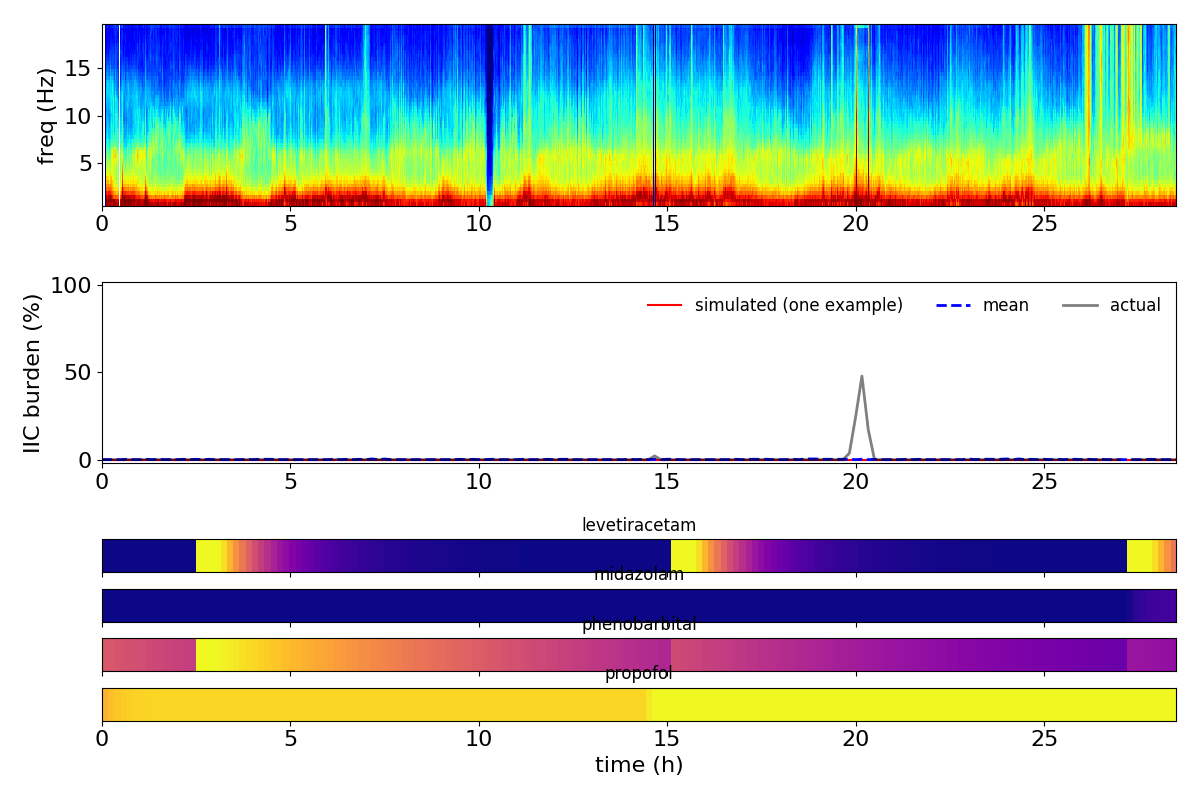 freq (Hz)
15
10
5
0 5 10 15 20 25
IIC burden (%)
100
50
0
simulated (one example) mean actual
0 5 10 15 20 25
levetiracetam
midazolam
phenobarbital
propofol
0 5 10 15 20 25
time (h)